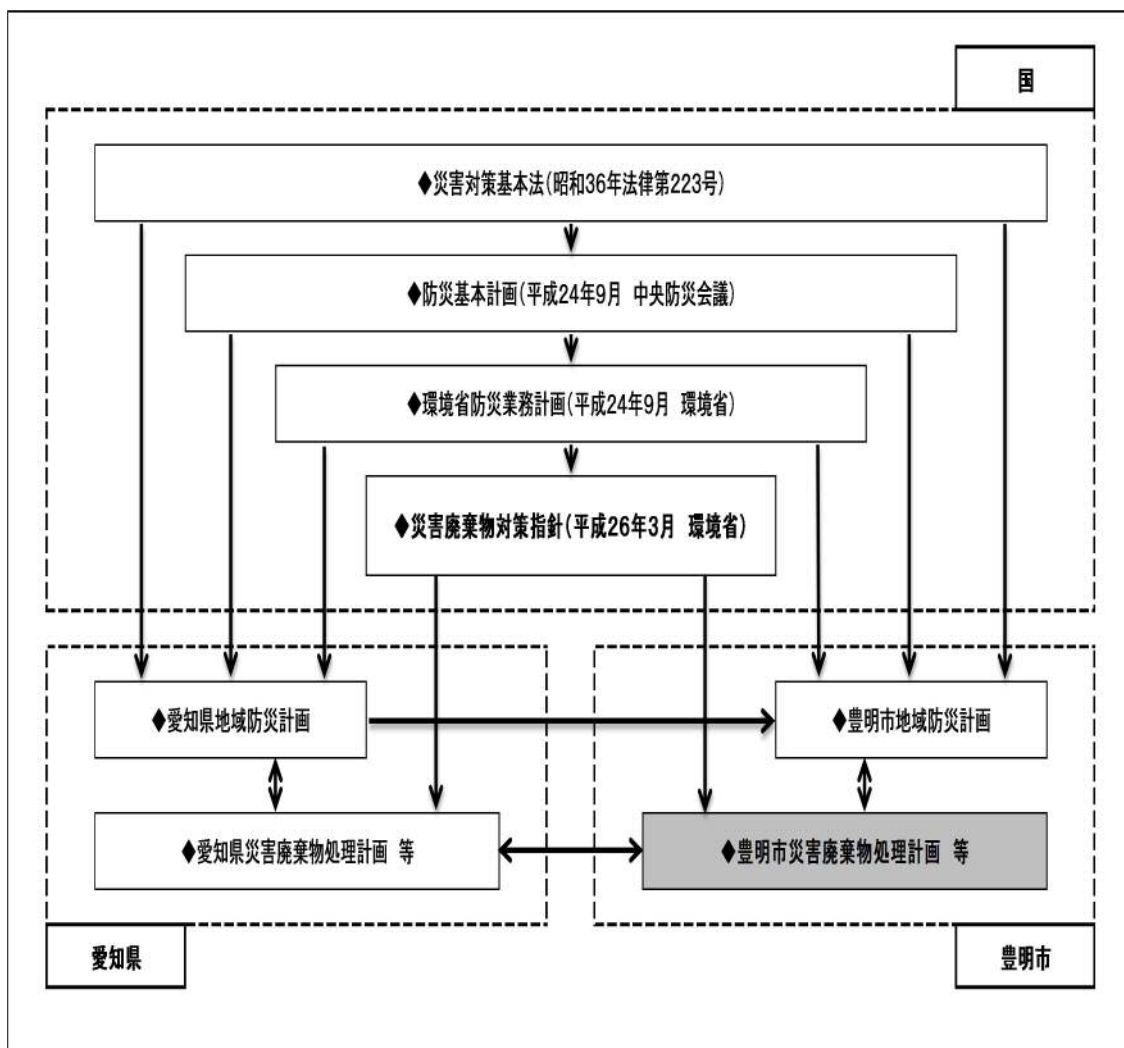 国
◆災害対策基本法(昭和36年法律第223号)
◆防災基本計画(平成24年9月 中央防災会議)
◆環境省防災業務計画(平成24年9月 環境省)
◆災害廃棄物対策指針(平成26年3月 環境省)
◆愛知県地域防災計画
◆豊明市地域防災計画
◆愛知県災害廃棄物処理計画 等
◆豊明市災害廃棄物処理計画 等
愛知県
豊明市